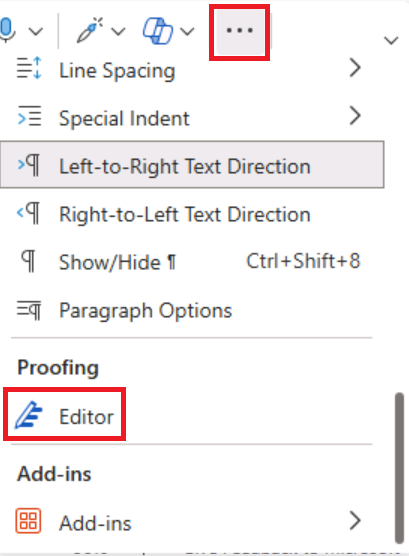 Line Spacing
Special Indent
Left-to-Right Text Direction
Right-to-Left Text Direction
Show/Hide ¶ Ctrl+Shift+8
Paragraph Options
Proofing
Editor
Add-ins
Add-ins